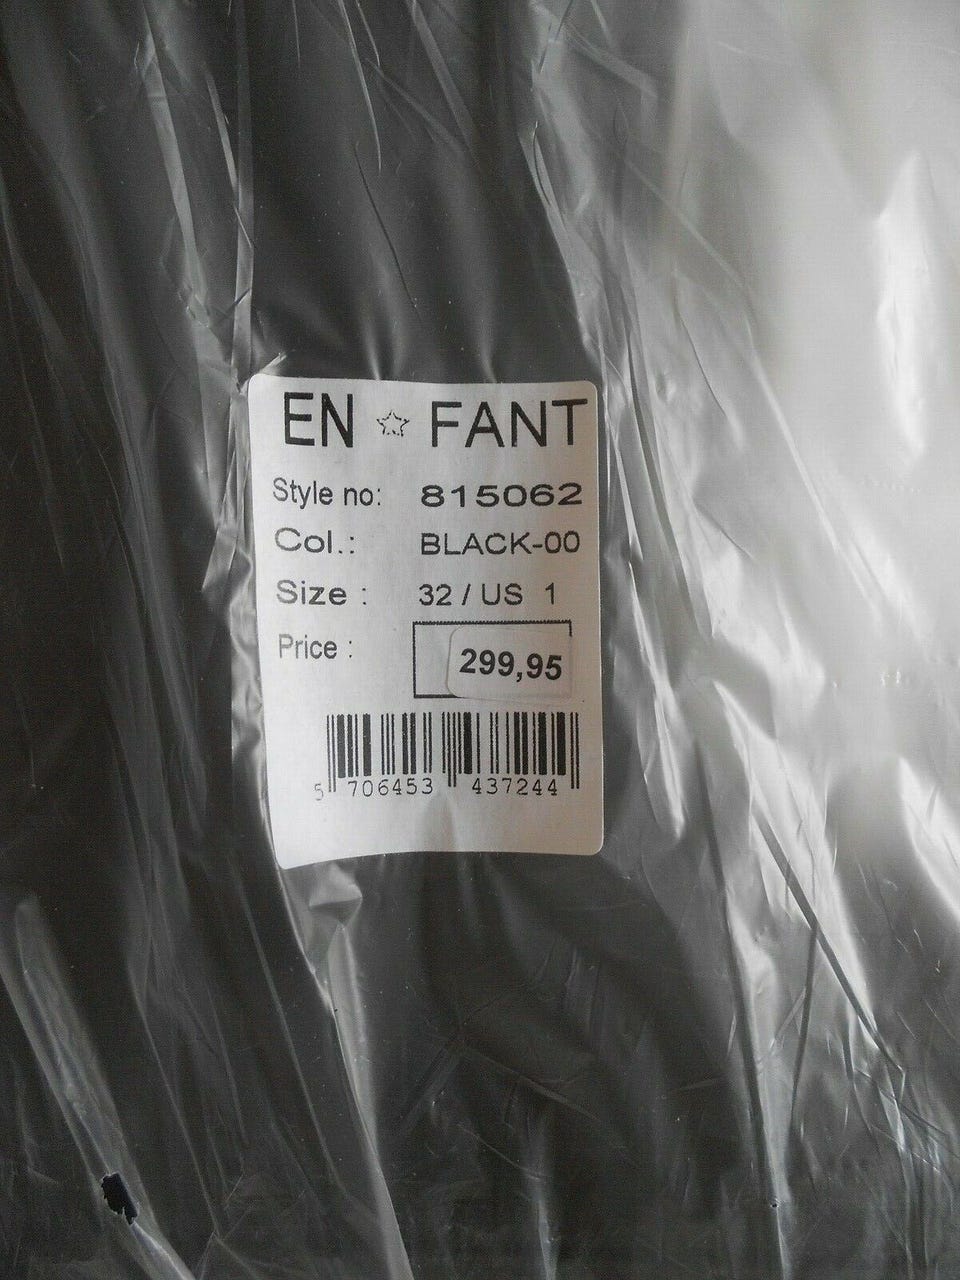 EN ☆ FANT
Style no: 815062
Col.: BLACK-00
Size : 32 / US 1
Price : 299,95
5 706453 437244